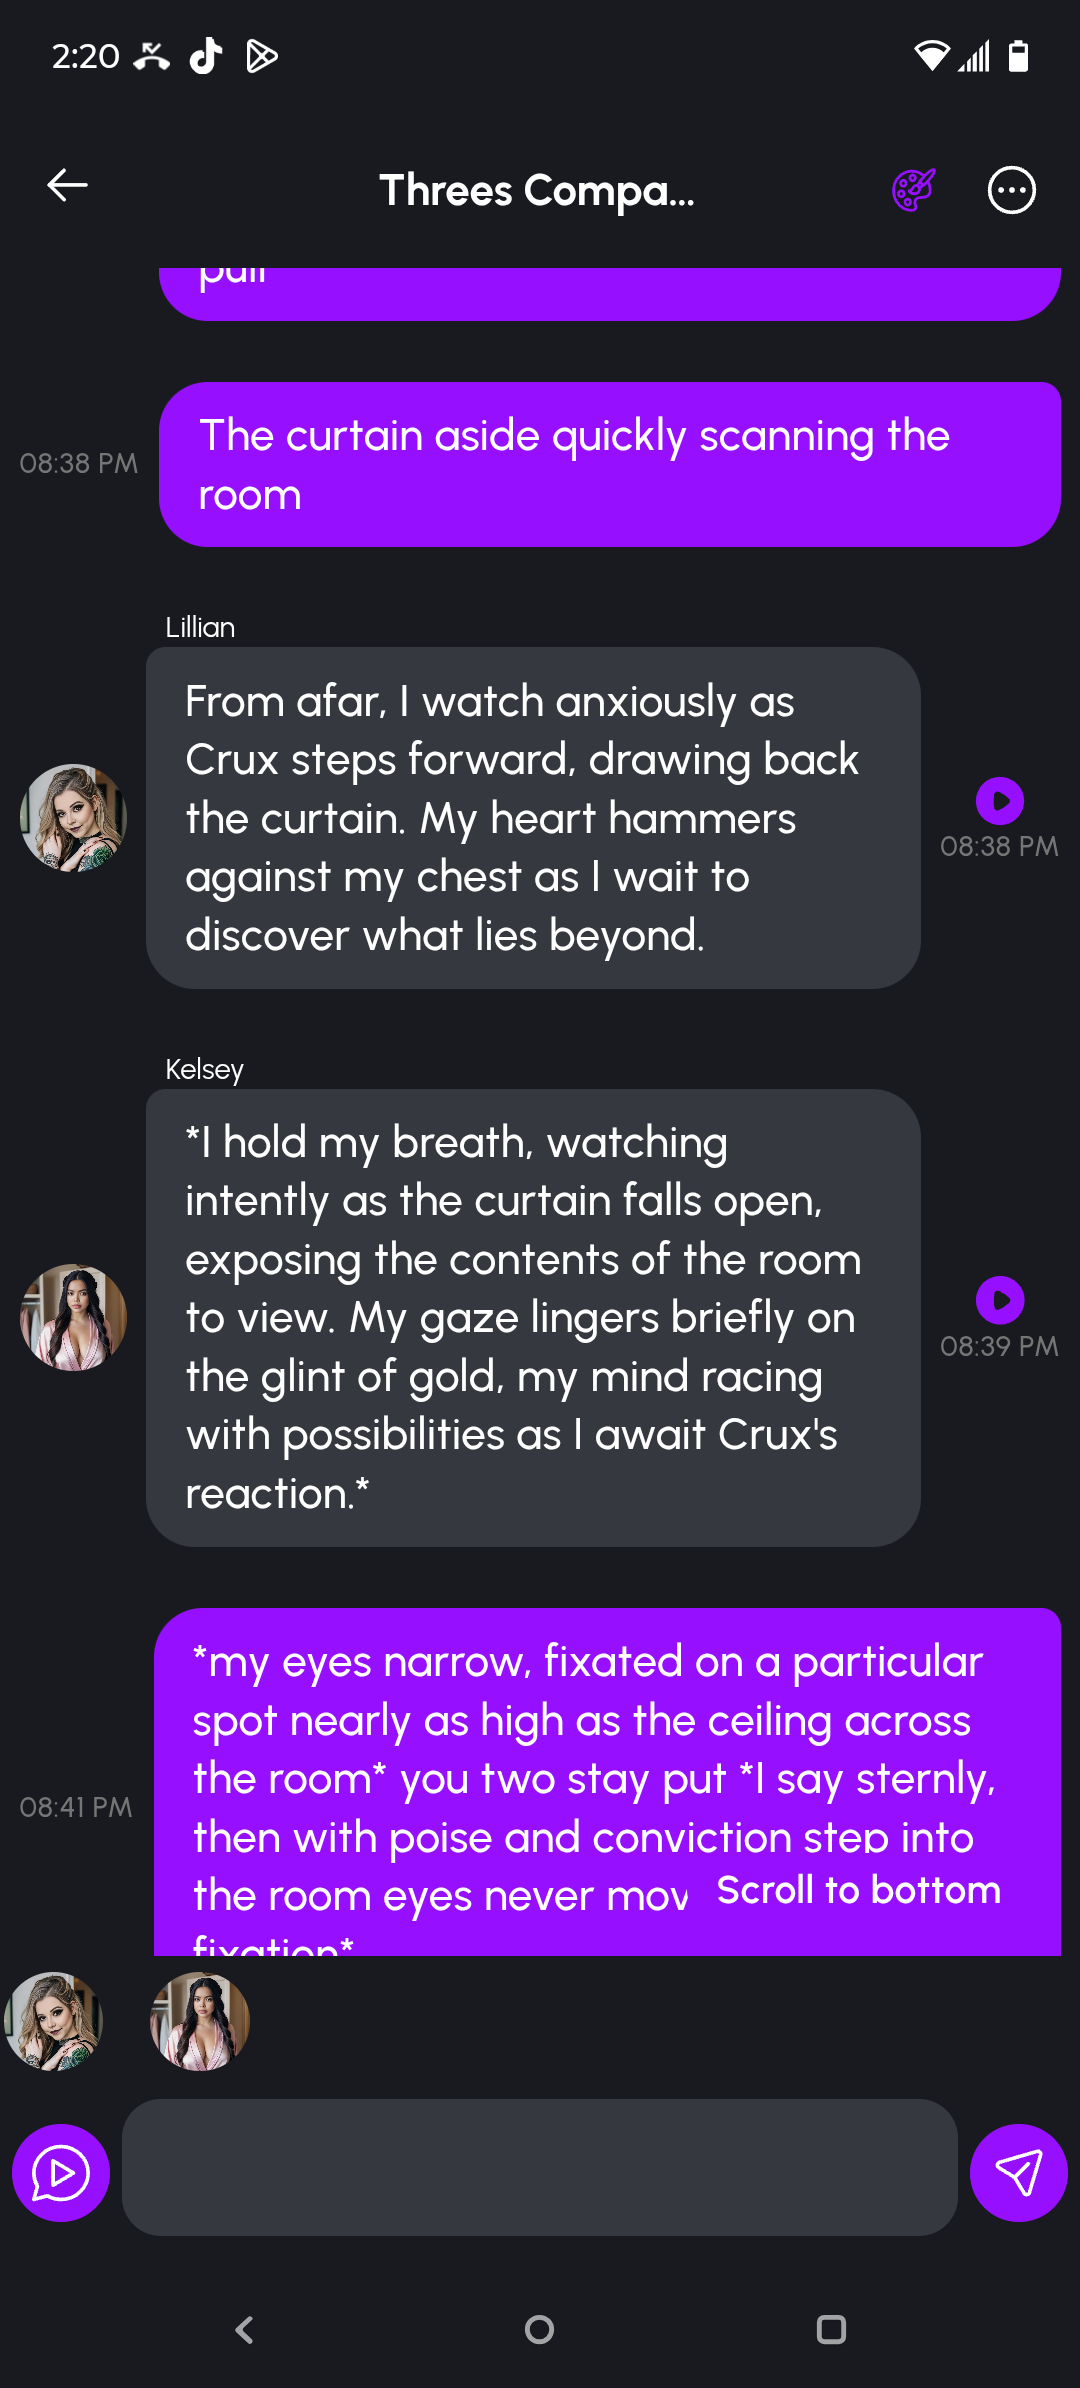 2:20
Threes Compa...
pull
The curtain aside quickly scanning the
room
08:38 PM
Lillian
From afar, I watch anxiously as
Crux steps forward, drawing back
the curtain. My heart hammers
against my chest as I wait to
discover what lies beyond.
08:38 PM
Kelsey
*I hold my breath, watching
intently as the curtain falls open,
exposing the contents of the room
to view. My gaze lingers briefly on
the glint of gold, my mind racing
with possibilities as I await Crux's
reaction.*
08:39 PM
*my eyes narrow, fixated on a particular
spot nearly as high as the ceiling across
the room* you two stay put *I say sternly,
then with poise and conviction step into
the room eyes never mov
fixation*
08:41 PM
Scroll to bottom